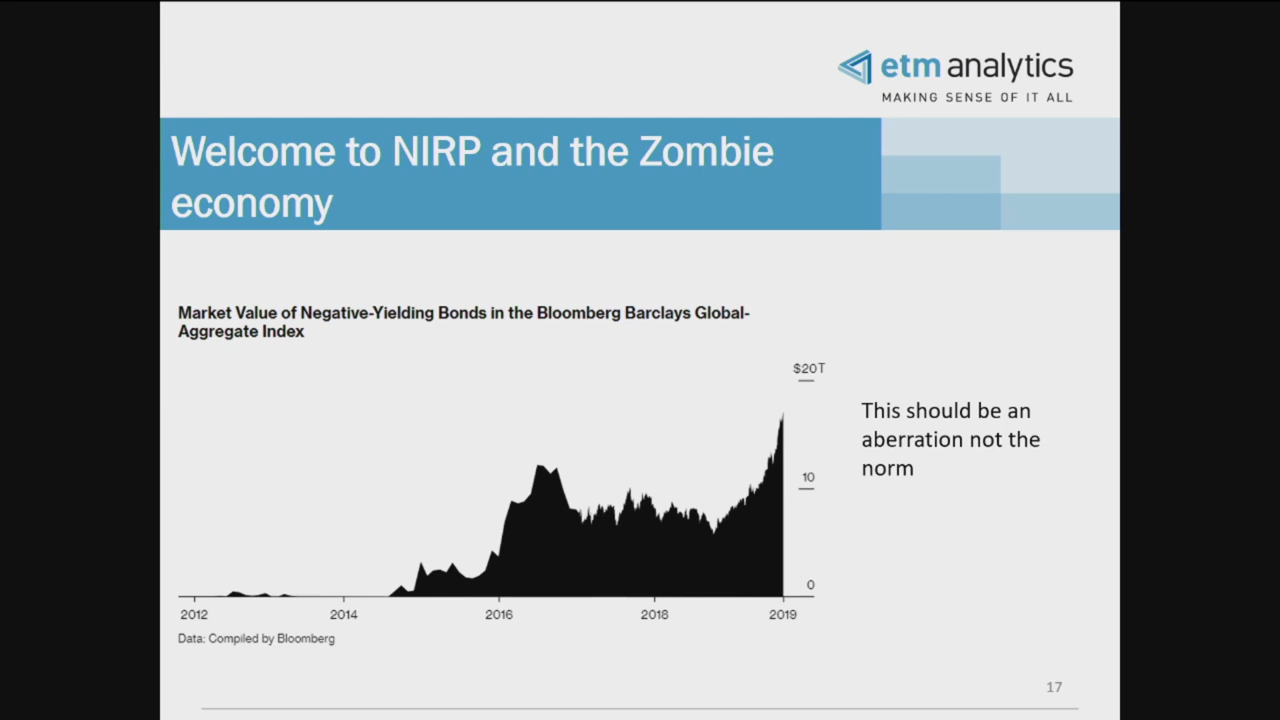 etm analytics
MAKING SENSE OF IT ALL
Welcome to NIRP and the Zombie
economy
Market Value of Negative-Yielding Bonds in the Bloomberg Barclays Global-
Aggregate Index
$20T
This should be an
aberration not the
norm
10
0
2012 2014 2016 2018 2019
Data: Compiled by Bloomberg
17